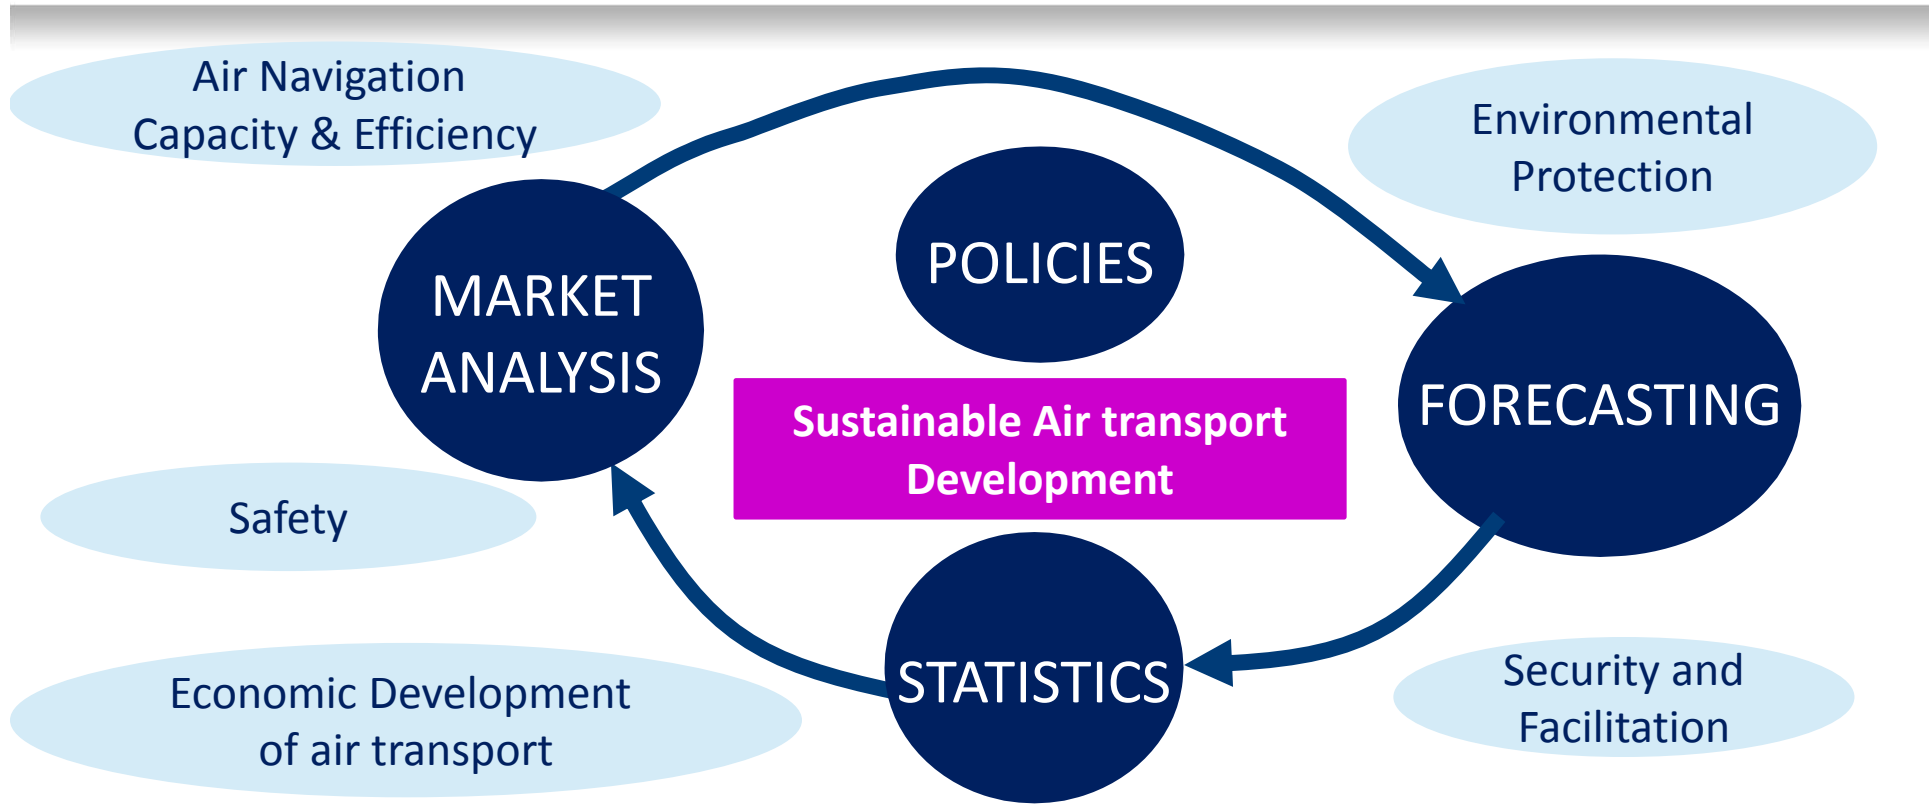 Air Navigation
Capacity & Efficiency
Environmental
Protection
POLICIES
MARKET
ANALYSIS
FORECASTING
Sustainable Air transport
Development
Safety
STATISTICS
Economic Development
of air transport
Security and
Facilitation